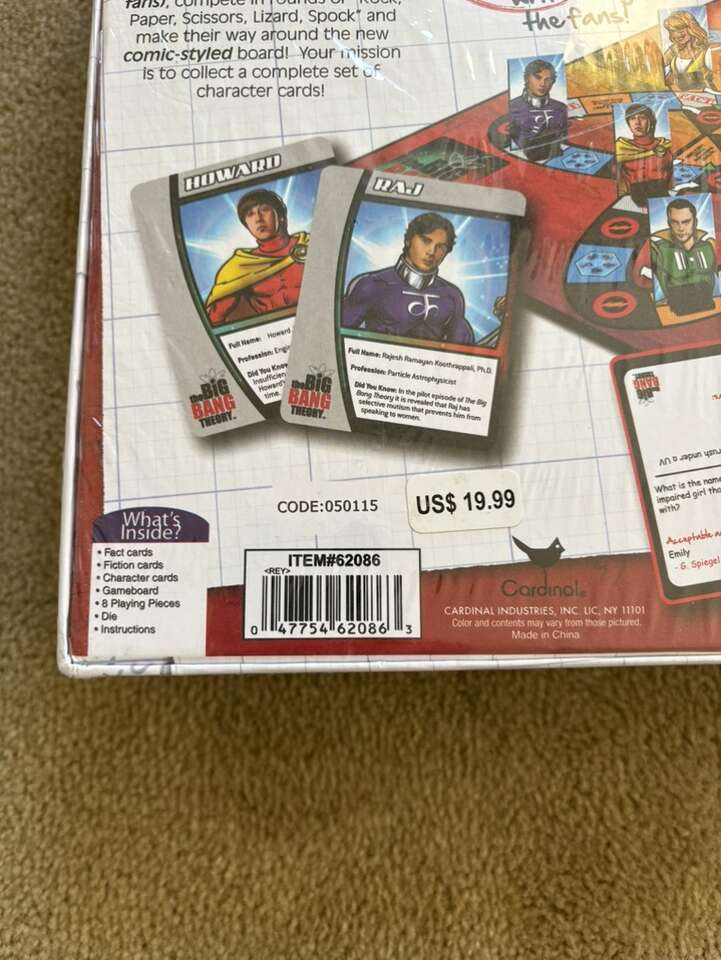 fans), compete in rounds of "Rock,
Paper, Scissors, Lizard, Spock" and
make their way around the new
comic-styled board! Your mission
is to collect a complete set of
character cards!
the fans!
HOWARD
Full Name: Howard
Profession:
Did You Know
Insufficien
Howard'
time.
the BIG
BANG
THEORY
RAJ
Full Name: Rajesh Ramayan Koothrappali, Ph.D.
Profession: Particle Astrophysicist
Did You Know: In the pilot episode of The Big
Bang Theory it is revealed that Raj has
selective mutism that prevents him from
speaking to women.
the BIG
BANG
THEORY
the BIG
BANG
THEORY
What is the name
impaired girl tha
with?
Acceptable
Emily
- G. Spiegel
CODE:050115
US$ 19.99
What's
Inside?
• Fact cards
• Fiction cards
• Character cards
• Gameboard
• 8 Playing Pieces
• Die
• Instructions
ITEM#62086
<REY>
0 47754 62086 3
Cardinal®
CARDINAL INDUSTRIES, INC. LIC, NY 11101
Color and contents may vary from those pictured.
Made in China